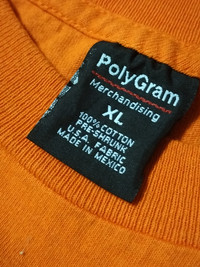 PolyGram
Merchandising
XL
100% COTTON
PRE-SHRUNK
U.S.A. FABRIC
MADE IN MEXICO